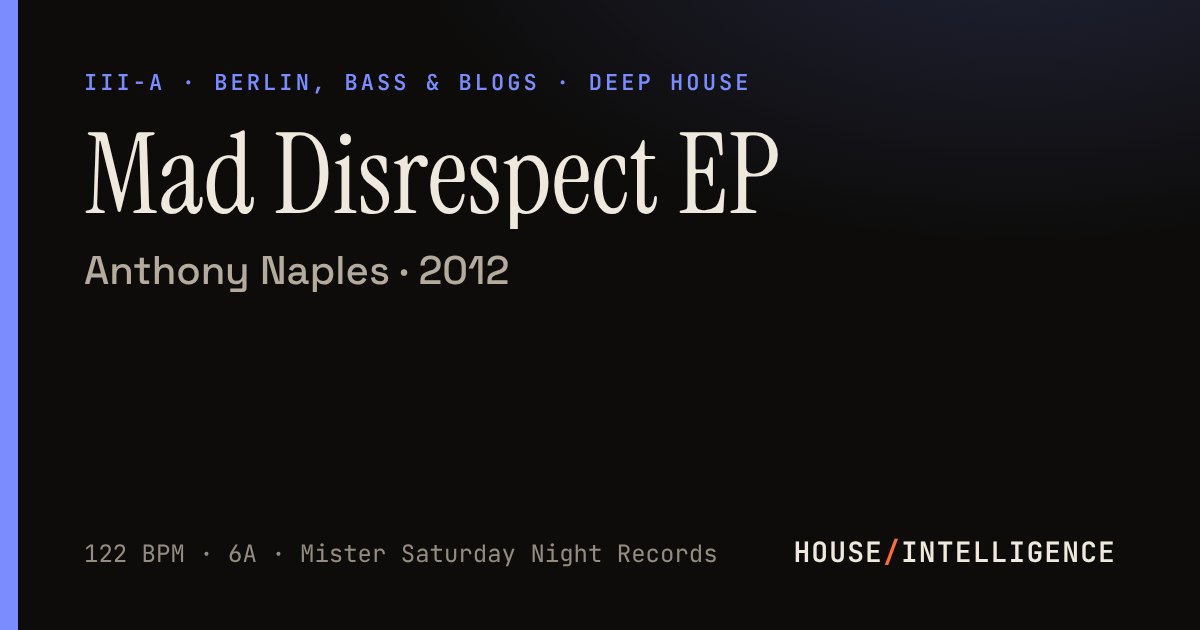 III-A · BERLIN, BASS & BLOGS · DEEP HOUSE
Mad Disrespect EP
Anthony Naples · 2012
122 BPM · 6A · Mister Saturday Night Records
HOUSE/INTELLIGENCE